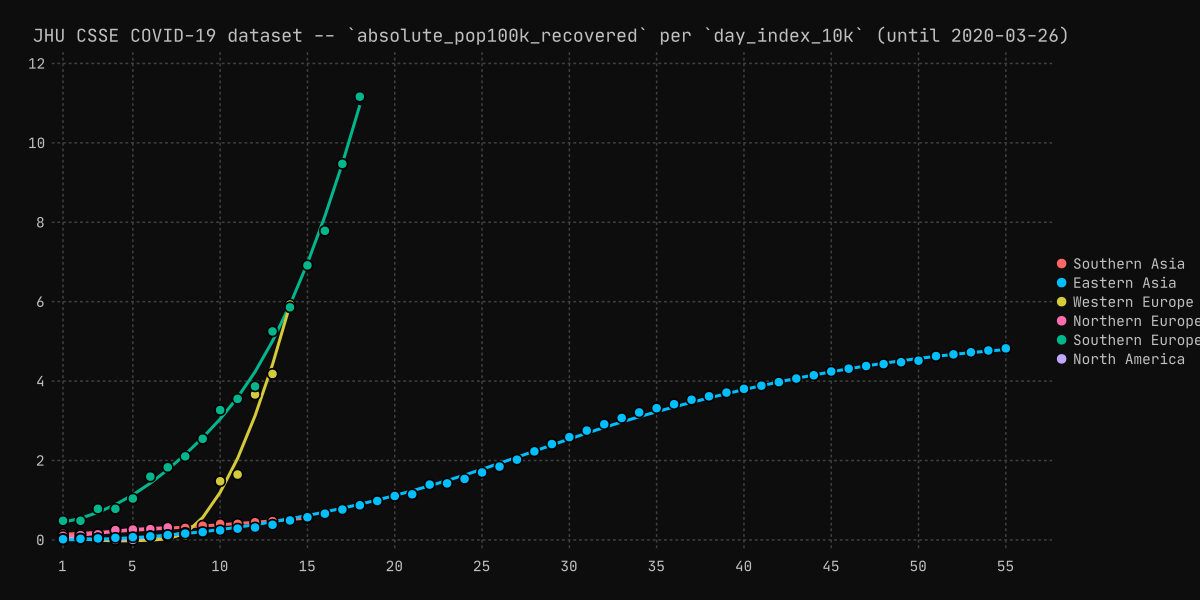 JHU CSSE COVID-19 dataset -- `absolute_pop100k_recovered` per `day_index_10k` (until 2020-03-26)
12
10
8
6
4
2
0
1 5 10 15 20 25 30 35 40 45 50 55
Southern Asia
Eastern Asia
Western Europe
Northern Europe
Southern Europe
North America